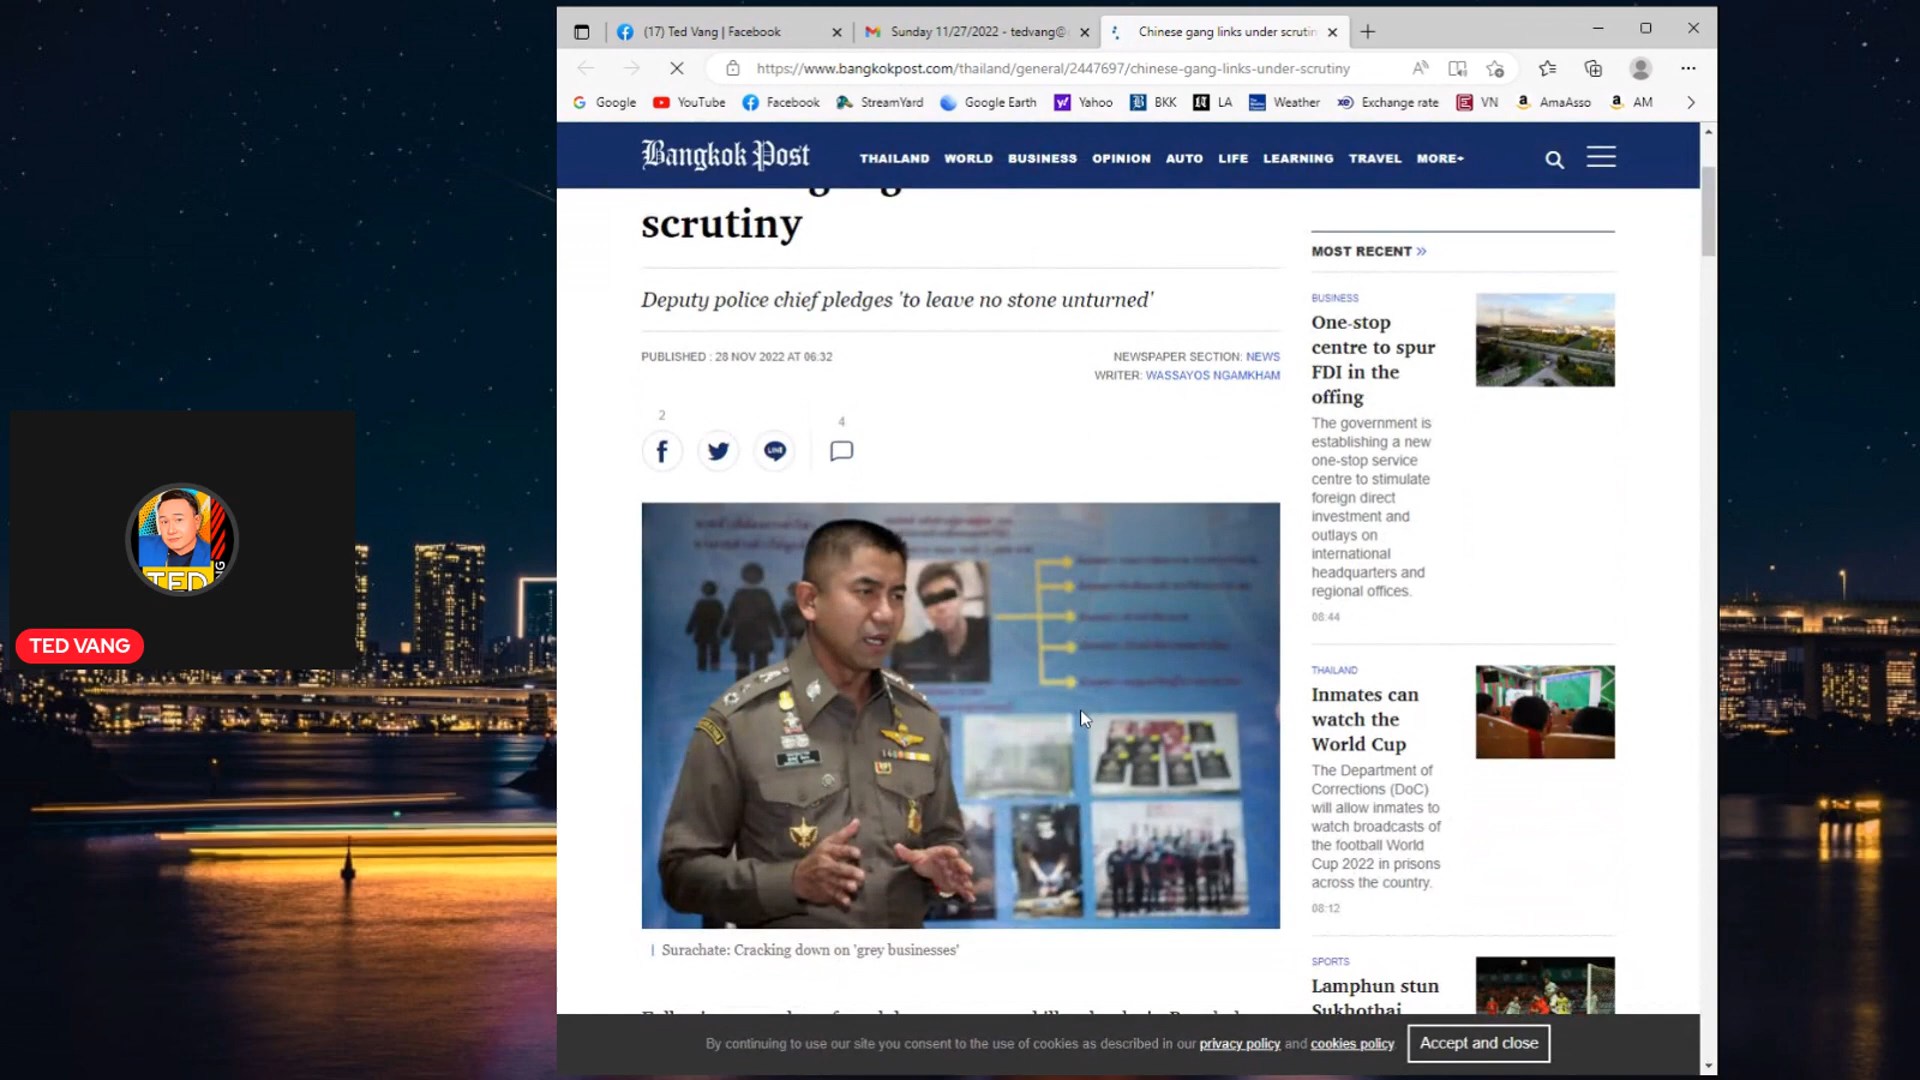 (17) Ted Vang | Facebook
Sunday 11/27/2022 - tedvang@
Chinese gang links under scrutin
https://www.bangkokpost.com/thailand/general/2447697/chinese-gang-links-under-scrutiny
Google YouTube Facebook StreamYard Google Earth Yahoo BKK LA Weather Exchange rate VN AmaAsso AM
Bangkok Post
THAILAND WORLD BUSINESS OPINION AUTO LIFE LEARNING TRAVEL MORE+
scrutiny
Deputy police chief pledges 'to leave no stone unturned'
PUBLISHED : 28 NOV 2022 AT 06:32
NEWSPAPER SECTION: NEWS
WRITER: WASSAYOS NGAMKHAM
2
4
LINE
Surachate: Cracking down on 'grey businesses'
MOST RECENT »
BUSINESS
One-stop
centre to spur
FDI in the
offing
The government is
establishing a new
one-stop service
centre to stimulate
foreign direct
investment and
outlays on
international
headquarters and
regional offices.
08:44
THAILAND
Inmates can
watch the
World Cup
The Department of
Corrections (DoC)
will allow inmates to
watch broadcasts of
the football World
Cup 2022 in prisons
across the country.
08:12
SPORTS
Lamphun stun
Sukhothai
By continuing to use our site you consent to the use of cookies as described in our privacy policy and cookies policy
Accept and close
TED
TED VANG